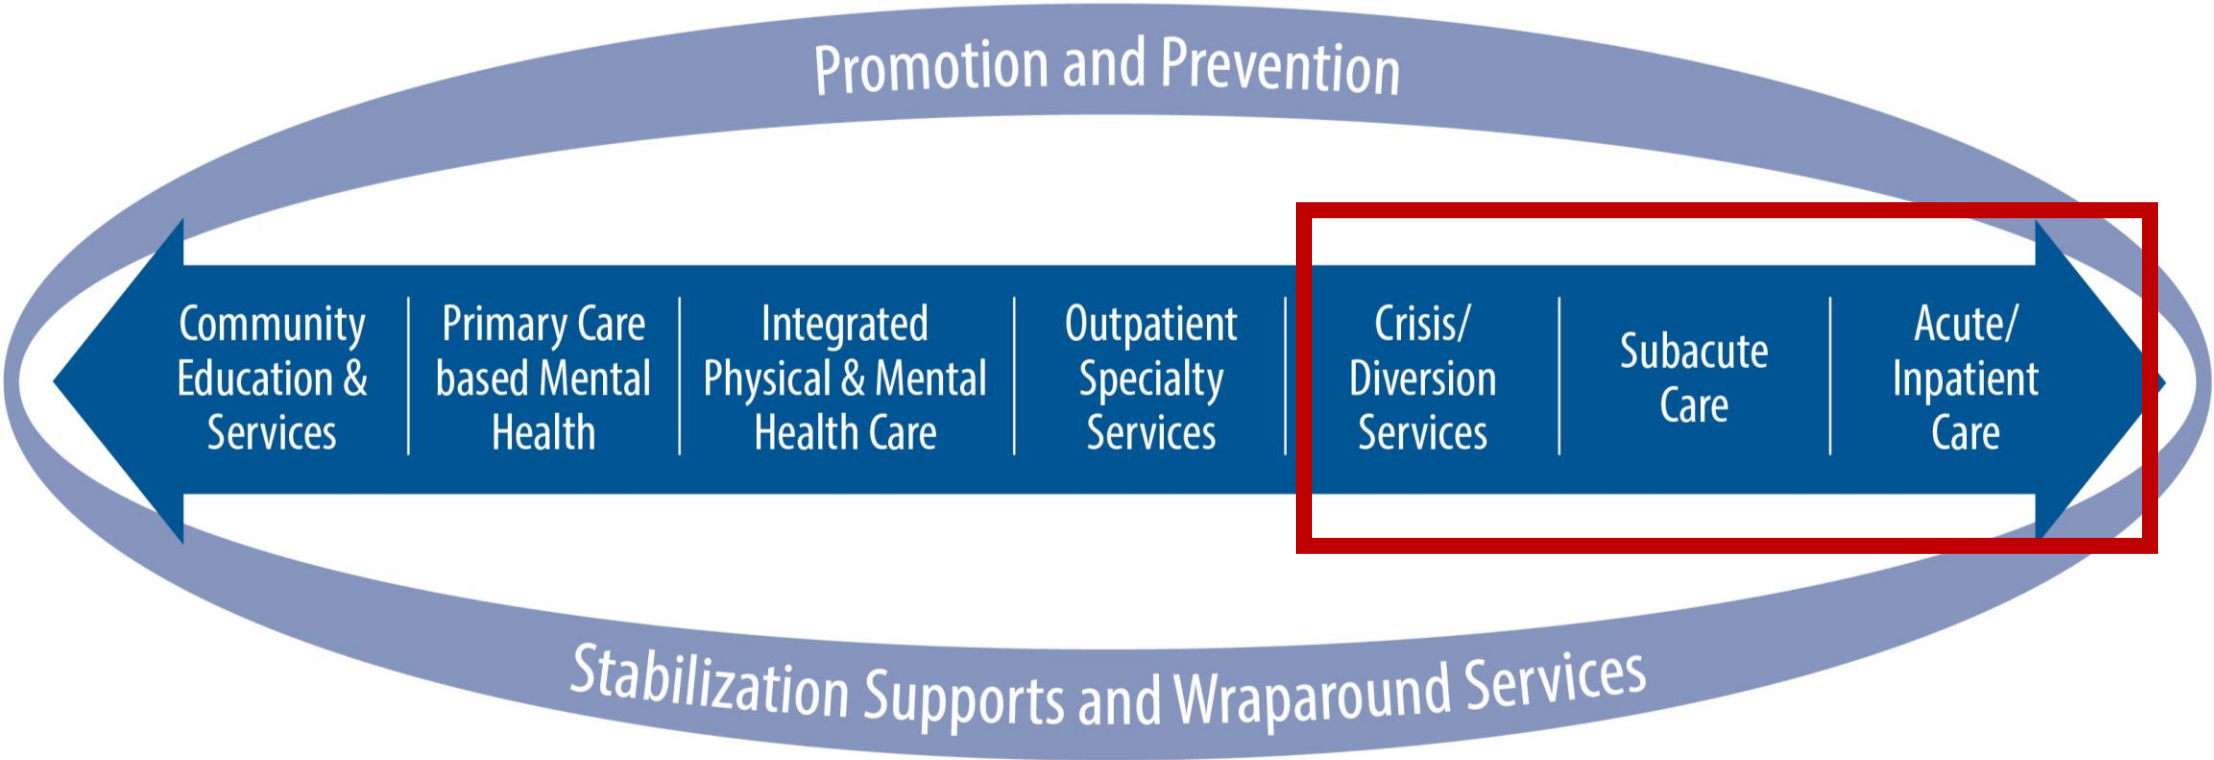 Promotion and Prevention
Community
Education &
Services
Primary Care
based Mental
Health
Integrated
Physical & Mental
Health Care
Outpatient
Specialty
Services
Crisis/
Diversion
Services
Subacute
Care
Acute/
Inpatient
Care
Stabilization Supports and Wraparound Services